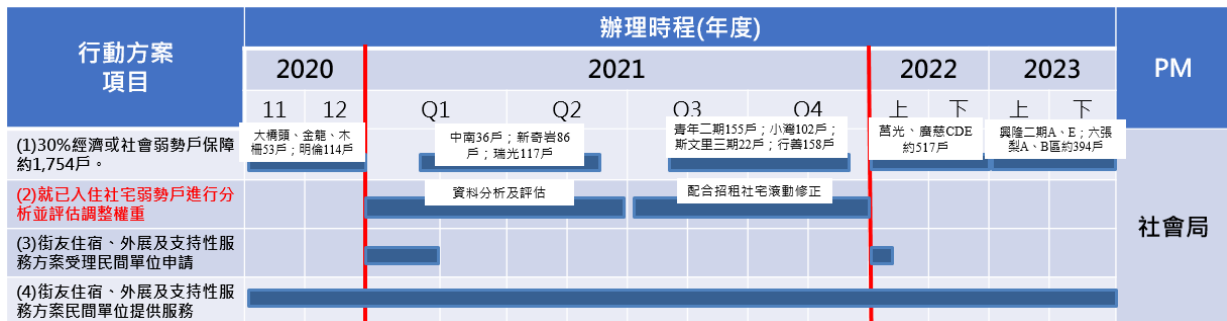 行動方案
項目
辦理時程(年度)
PM
2020
2021
2022
2023
11
12
Q1
Q2
Q3
Q4
上
下
上
下
(1)30%經濟或社會弱勢戶保障
約1,754戶。
大橋頭、金龍、木
柵53戶；明倫114戶
中南36戶；新奇岩86
戶；瑞光117戶
青年二期155戶；小灣102戶；
斯文里三期22戶；行善158戶
莒光、廣慈CDE
約517戶
興隆二期A、E；六張
犁A、B區約394戶
(2)就已入住社宅弱勢戶進行分
析並評估調整權重
資料分析及評估
配合招租社宅滾動修正
社會局
(3)街友住宿、外展及支持性服
務方案受理民間單位申請
(4)街友住宿、外展及支持性服
務方案民間單位提供服務